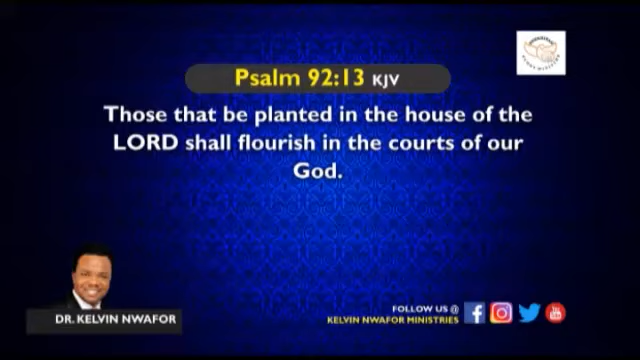 Psalm 92:13 KJV
Those that be planted in the house of the
LORD shall flourish in the courts of our
God.
DR. KELVIN NWAFOR
FOLLOW US @
KELVIN NWAFOR MINISTRIES